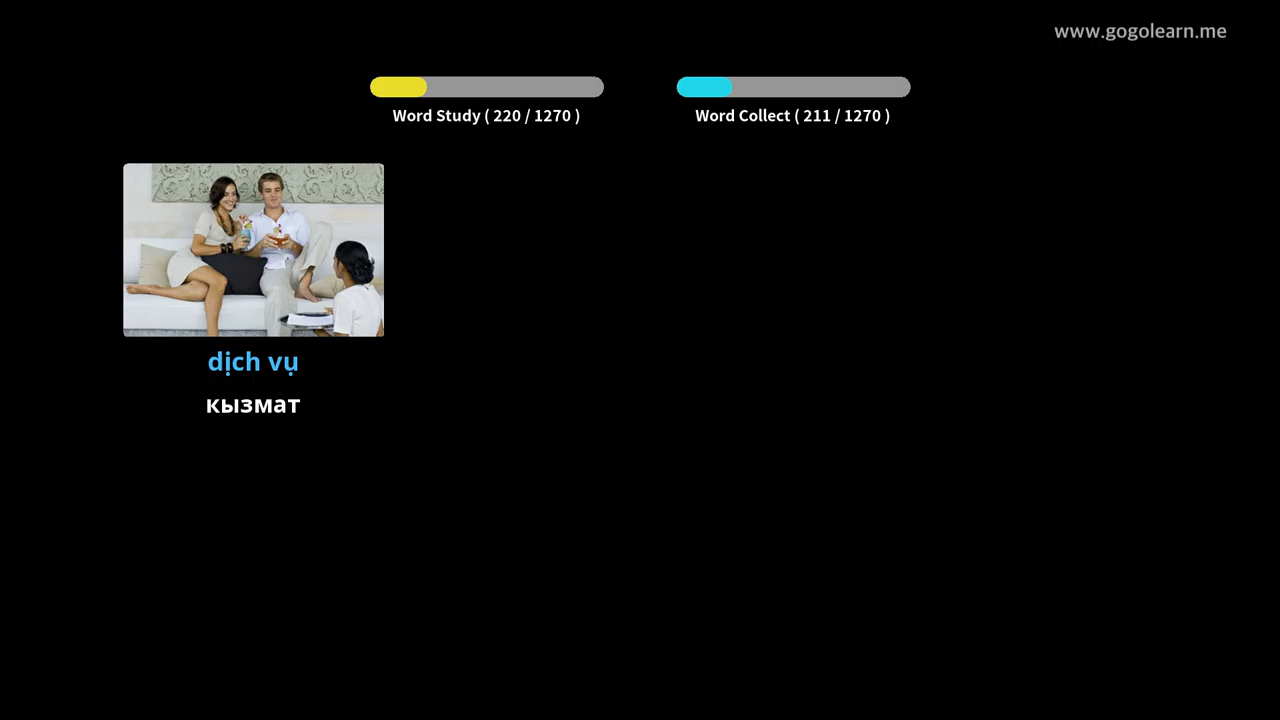 www.gogolearn.me
Word Study ( 220 / 1270 )
Word Collect ( 211 / 1270 )
dịch vụ
кызмат